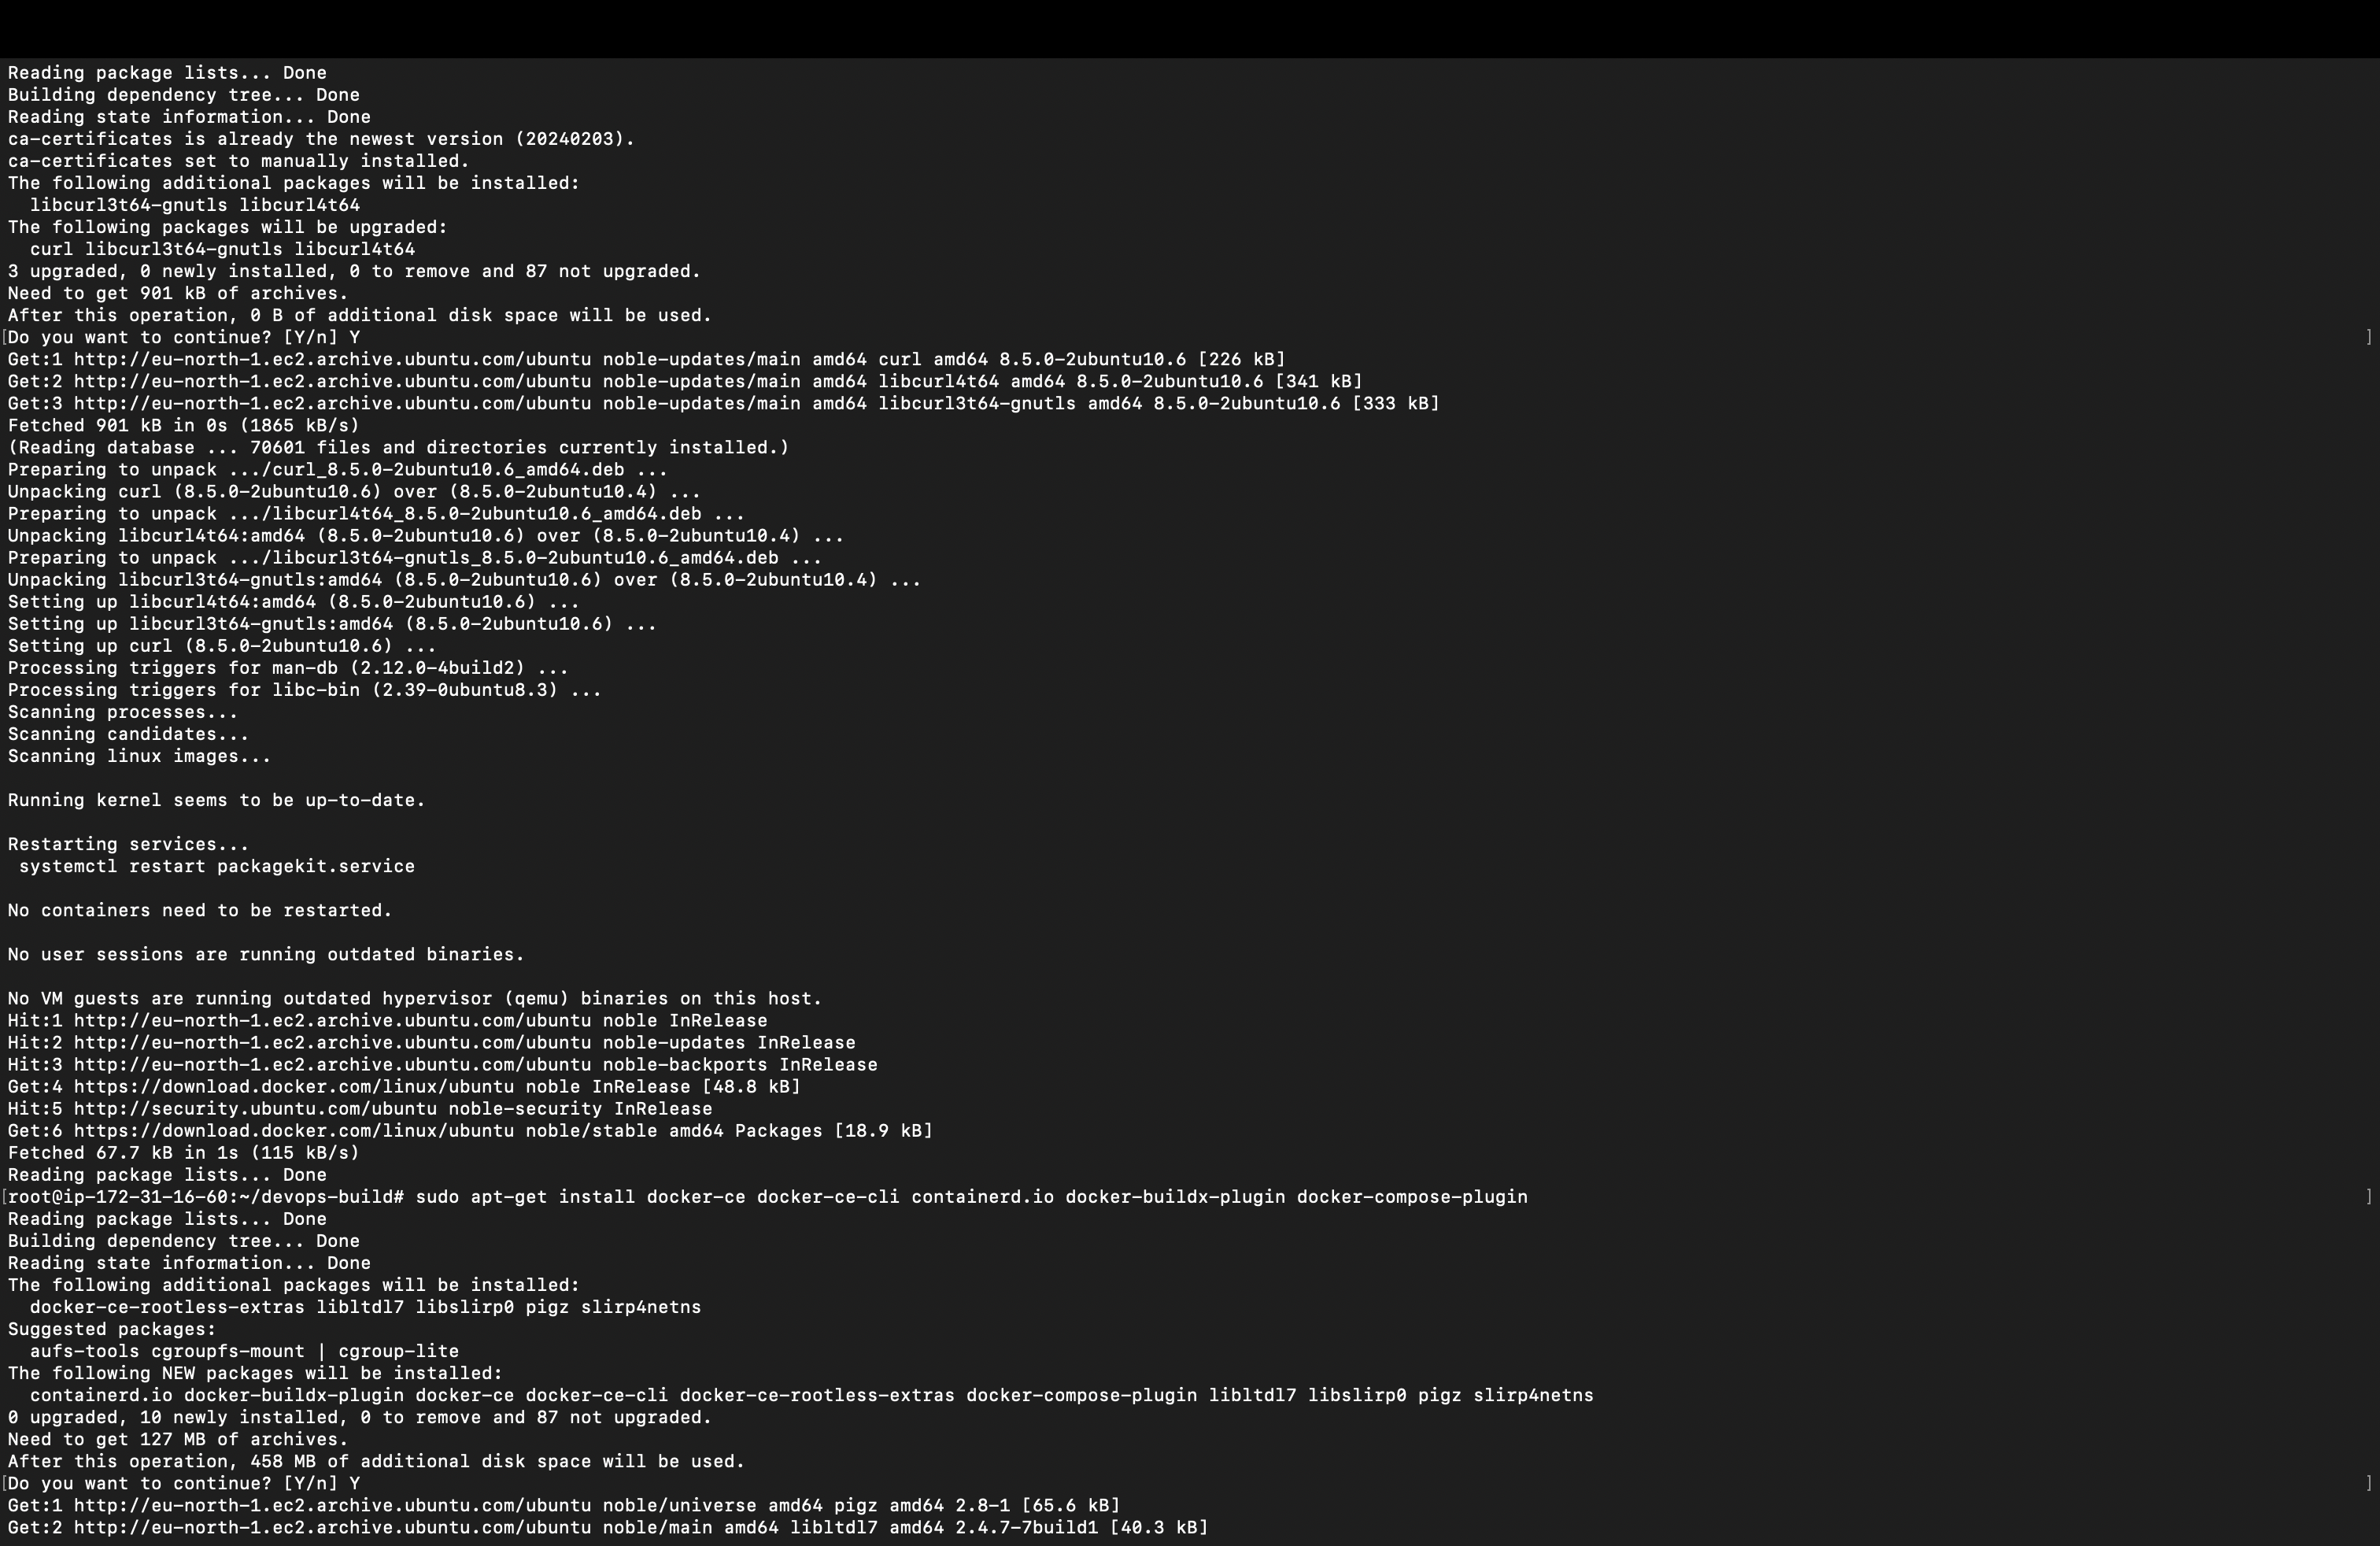 Reading package lists... Done
Building dependency tree... Done
Reading state information... Done
ca-certificates is already the newest version (20240203).
ca-certificates set to manually installed.
The following additional packages will be installed:
  libcurl3t64-gnutls libcurl4t64
The following packages will be upgraded:
  curl libcurl3t64-gnutls libcurl4t64
3 upgraded, 0 newly installed, 0 to remove and 87 not upgraded.
Need to get 901 kB of archives.
After this operation, 0 B of additional disk space will be used.
[Do you want to continue? [Y/n] Y ]
Get:1 http://eu-north-1.ec2.archive.ubuntu.com/ubuntu noble-updates/main amd64 curl amd64 8.5.0-2ubuntu10.6 [226 kB]
Get:2 http://eu-north-1.ec2.archive.ubuntu.com/ubuntu noble-updates/main amd64 libcurl4t64 amd64 8.5.0-2ubuntu10.6 [341 kB]
Get:3 http://eu-north-1.ec2.archive.ubuntu.com/ubuntu noble-updates/main amd64 libcurl3t64-gnutls amd64 8.5.0-2ubuntu10.6 [333 kB]
Fetched 901 kB in 0s (1865 kB/s)
(Reading database ... 70601 files and directories currently installed.)
Preparing to unpack .../curl_8.5.0-2ubuntu10.6_amd64.deb ...
Unpacking curl (8.5.0-2ubuntu10.6) over (8.5.0-2ubuntu10.4) ...
Preparing to unpack .../libcurl4t64_8.5.0-2ubuntu10.6_amd64.deb ...
Unpacking libcurl4t64:amd64 (8.5.0-2ubuntu10.6) over (8.5.0-2ubuntu10.4) ...
Preparing to unpack .../libcurl3t64-gnutls_8.5.0-2ubuntu10.6_amd64.deb ...
Unpacking libcurl3t64-gnutls:amd64 (8.5.0-2ubuntu10.6) over (8.5.0-2ubuntu10.4) ...
Setting up libcurl4t64:amd64 (8.5.0-2ubuntu10.6) ...
Setting up libcurl3t64-gnutls:amd64 (8.5.0-2ubuntu10.6) ...
Setting up curl (8.5.0-2ubuntu10.6) ...
Processing triggers for man-db (2.12.0-4build2) ...
Processing triggers for libc-bin (2.39-0ubuntu8.3) ...
Scanning processes...
Scanning candidates...
Scanning linux images...

Running kernel seems to be up-to-date.

Restarting services...
 systemctl restart packagekit.service

No containers need to be restarted.

No user sessions are running outdated binaries.

No VM guests are running outdated hypervisor (qemu) binaries on this host.
Hit:1 http://eu-north-1.ec2.archive.ubuntu.com/ubuntu noble InRelease
Hit:2 http://eu-north-1.ec2.archive.ubuntu.com/ubuntu noble-updates InRelease
Hit:3 http://eu-north-1.ec2.archive.ubuntu.com/ubuntu noble-backports InRelease
Get:4 https://download.docker.com/linux/ubuntu noble InRelease [48.8 kB]
Hit:5 http://security.ubuntu.com/ubuntu noble-security InRelease
Get:6 https://download.docker.com/linux/ubuntu noble/stable amd64 Packages [18.9 kB]
Fetched 67.7 kB in 1s (115 kB/s)
Reading package lists... Done
[root@ip-172-31-16-60:~/devops-build# sudo apt-get install docker-ce docker-ce-cli containerd.io docker-buildx-plugin docker-compose-plugin ]
Reading package lists... Done
Building dependency tree... Done
Reading state information... Done
The following additional packages will be installed:
  docker-ce-rootless-extras libltdl7 libslirp0 pigz slirp4netns
Suggested packages:
  aufs-tools cgroupfs-mount | cgroup-lite
The following NEW packages will be installed:
  containerd.io docker-buildx-plugin docker-ce docker-ce-cli docker-ce-rootless-extras docker-compose-plugin libltdl7 libslirp0 pigz slirp4netns
0 upgraded, 10 newly installed, 0 to remove and 87 not upgraded.
Need to get 127 MB of archives.
After this operation, 458 MB of additional disk space will be used.
[Do you want to continue? [Y/n] Y ]
Get:1 http://eu-north-1.ec2.archive.ubuntu.com/ubuntu noble/universe amd64 pigz amd64 2.8-1 [65.6 kB]
Get:2 http://eu-north-1.ec2.archive.ubuntu.com/ubuntu noble/main amd64 libltdl7 amd64 2.4.7-7build1 [40.3 kB]